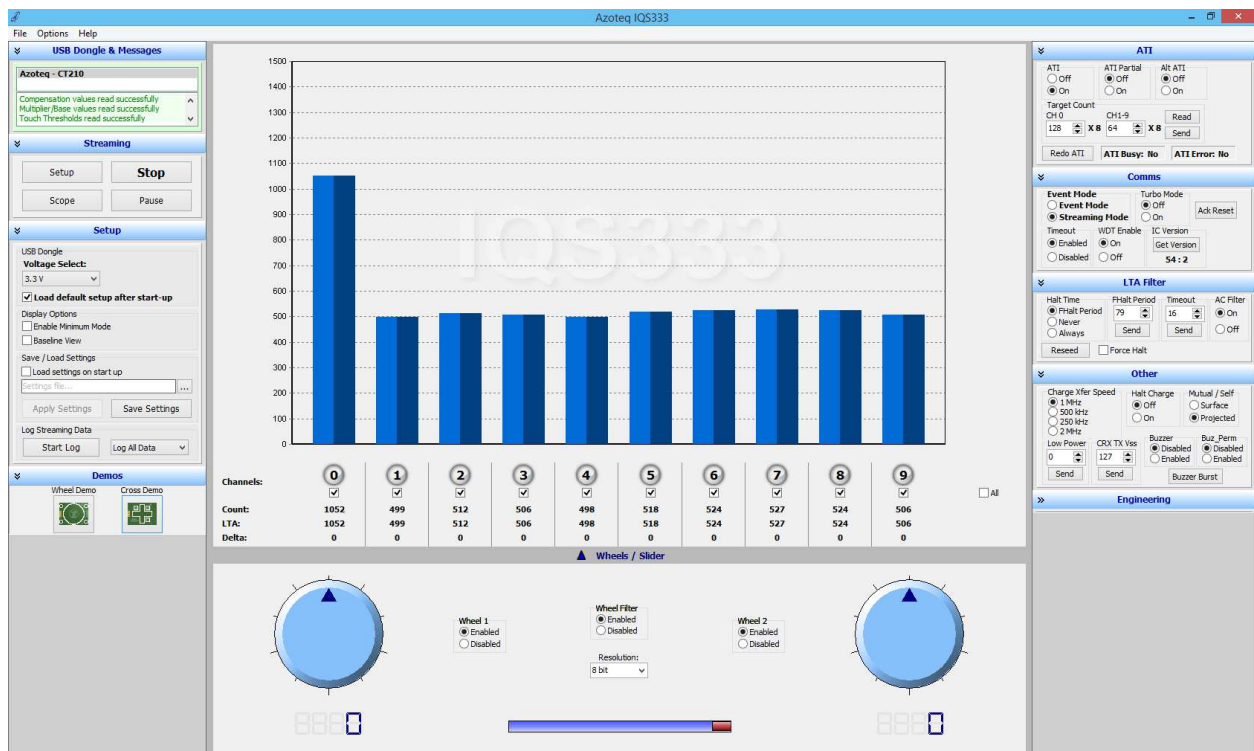 Azoteq IQS333
File Options Help
USB Dongle & Messages
Azoteq - CT210
Compensation values read successfully
Multiplier/Base values read successfully
Touch Thresholds read successfully
Streaming
Setup Stop
Scope Pause
Setup
USB Dongle
Voltage Select:
3.3 V
Load default setup after start-up
Display Options
Enable Minimum Mode
Baseline View
Save / Load Settings
Load settings on start up
Settings file... ...
Apply Settings Save Settings
Log Streaming Data
Start Log Log All Data
Demos
Wheel Demo Cross Demo
1500
1400
1300
1200
1100
1000
900
800
700
600
500
400
300
200
100
0
IQS333
Channels: 0 1 2 3 4 5 6 7 8 9
All
Count: 1052 499 512 506 498 518 524 527 524 506
LTA: 1052 499 512 506 498 518 524 527 524 506
Delta: 0 0 0 0 0 0 0 0 0 0
Wheels / Slider
Wheel 1
Enabled
Disabled
Wheel Filter
Enabled
Disabled
Resolution:
8 bit
Wheel 2
Enabled
Disabled
0
0
ATI
ATI ATI Partial Alt ATI
Off Off Off
On On On
Target Count
CH 0 CH1-9 Read
128 X 8 64 X 8 Send
Redo ATI ATI Busy: No ATI Error: No
Comms
Event Mode Turbo Mode
Event Mode Off Ack Reset
Streaming Mode On
Timeout WDT Enable IC Version
Enabled On Get Version
Disabled Off 54 : 2
LTA Filter
Halt Time FHalt Period Timeout AC Filter
FHalt Period 79 16 On
Never Send Send Off
Always
Reseed Force Halt
Other
Charge Xfer Speed Halt Charge Mutual / Self
1 MHz Off Surface
500 kHz On Projected
250 kHz
2 MHz
Low Power CRX TX Vss Buzzer Buz_Perm
0 127 Disabled Disabled
Enabled Enabled
Send Send Buzzer Burst
Engineering